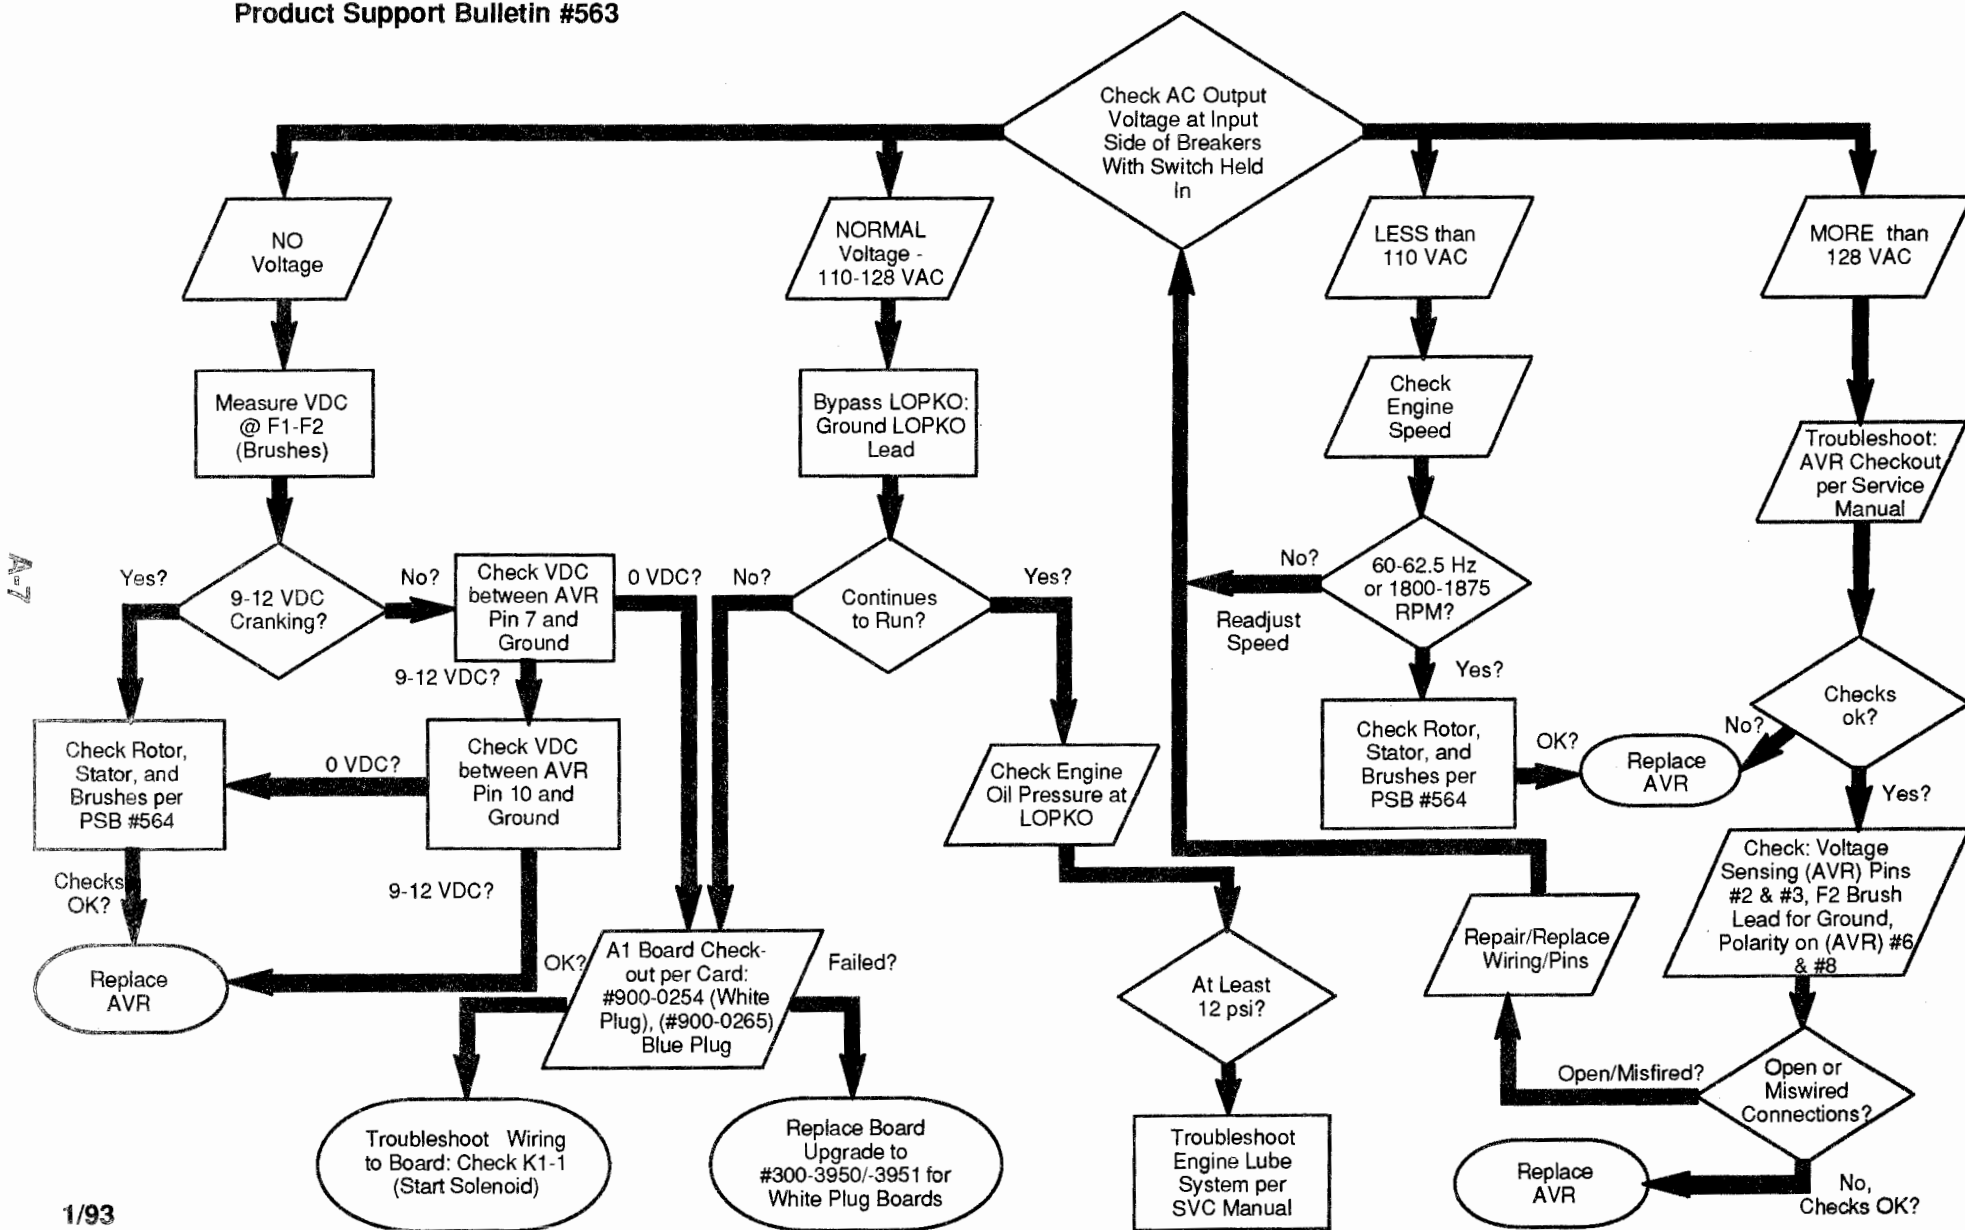 Product Support Bulletin #563
Check AC Output
Voltage at Input
Side of Breakers
With Switch Held
In
NO
Voltage
NORMAL
Voltage -
110-128 VAC
LESS than
110 VAC
MORE than
128 VAC
Measure VDC
@ F1-F2
(Brushes)
Bypass LOPKO:
Ground LOPKO
Lead
Check
Engine
Speed
Troubleshoot:
AVR Checkout
per Service
Manual
A-7
Yes?
9-12 VDC
Cranking?
No?
Check VDC
between AVR
Pin 7 and
Ground
0 VDC?
No?
Continues
to Run?
Yes?
No?
Readjust
Speed
60-62.5 Hz
or 1800-1875
RPM?
Yes?
9-12 VDC?
Check Rotor,
Stator, and
Brushes per
PSB #564
0 VDC?
Check VDC
between AVR
Pin 10 and
Ground
Check Engine
Oil Pressure at
LOPKO
Check Rotor,
Stator, and
Brushes per
PSB #564
OK?
Replace
AVR
No?
Checks
ok?
Yes?
Checks
OK?
9-12 VDC?
Replace
AVR
OK?
A1 Board Check-
out per Card:
#900-0254 (White
Plug), (#900-0265)
Blue Plug
Failed?
At Least
12 psi?
Repair/Replace
Wiring/Pins
Check: Voltage
Sensing (AVR) Pins
#2 & #3, F2 Brush
Lead for Ground,
Polarity on (AVR) #6
& #8
Open/Misfired?
Open or
Miswired
Connections?
Troubleshoot Wiring
to Board: Check K1-1
(Start Solenoid)
Replace Board
Upgrade to
#300-3950/-3951 for
White Plug Boards
Troubleshoot
Engine Lube
System per
SVC Manual
Replace
AVR
No,
Checks OK?
1/93